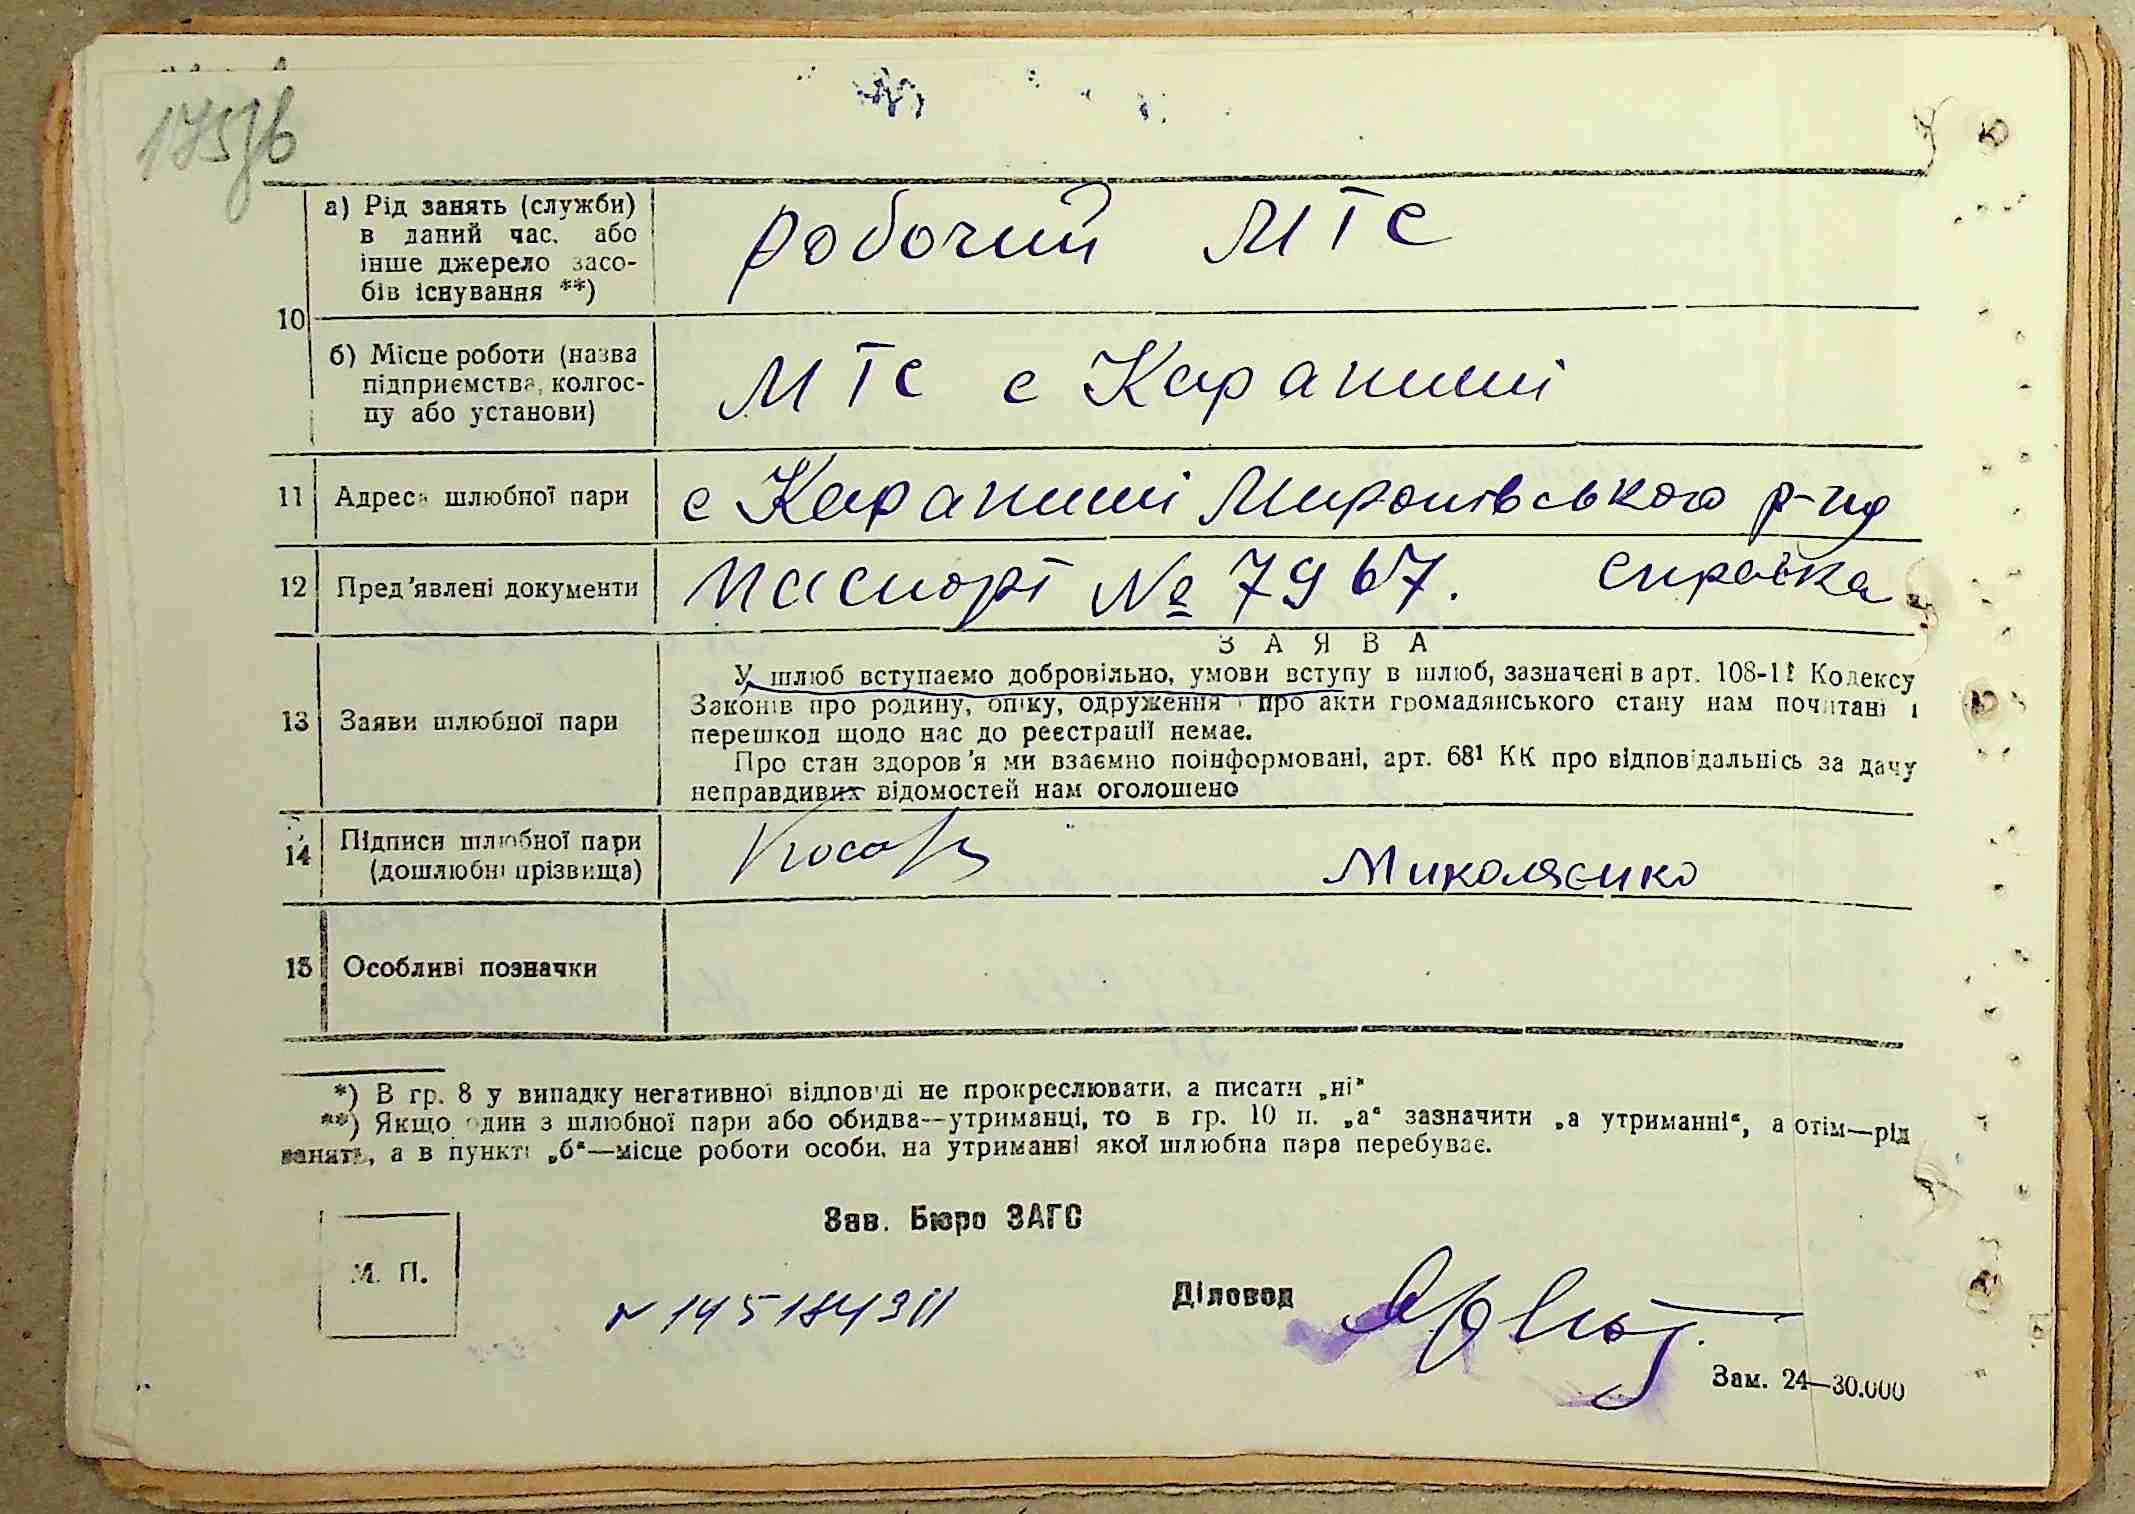 175зв
а) Рід занять (служби)
в даний час, або
інше джерело засо-
бів існування **)
робочий МТС
10
б) Місце роботи (назва
підприємства, колгос-
пу або установи)
МТС с Карапиші
11 Адреса шлюбної пари с Карапиші Миронівського р-ну
12 Пред'явлені документи Паспорт № 7967. справка
13 Заяви шлюбної пари
ЗАЯВА
У шлюб вступаємо добровільно, умови вступу в шлюб, зазначені в арт. 108-11 Кодексу
Законів про родину, опіку, одруження і про акти громадянського стану нам почитані і
перешкод щодо нас до реєстрації немає.
Про стан здоров'я ми взаємно поінформовані, арт. 68¹ КК про відповідальнісь за дачу
неправдивих відомостей нам оголошено
14 Підписи шлюбної пари
(дошлюбні прізвища)
Миколаєнко
15 Особливі позначки
*) В гр. 8 у випадку негативної відповіді не прокреслювати, а писати „ні"
**) Якщо один з шлюбної пари або обидва—утриманці, то в гр. 10 п. „а" зазначити „а утриманні", а отім—рід
занять, а в пункті „б"—місце роботи особи, на утриманні якої шлюбна пара перебуває.
Зав. Бюро ЗАГС
М. П.
Діловод
Зам. 24—30.000